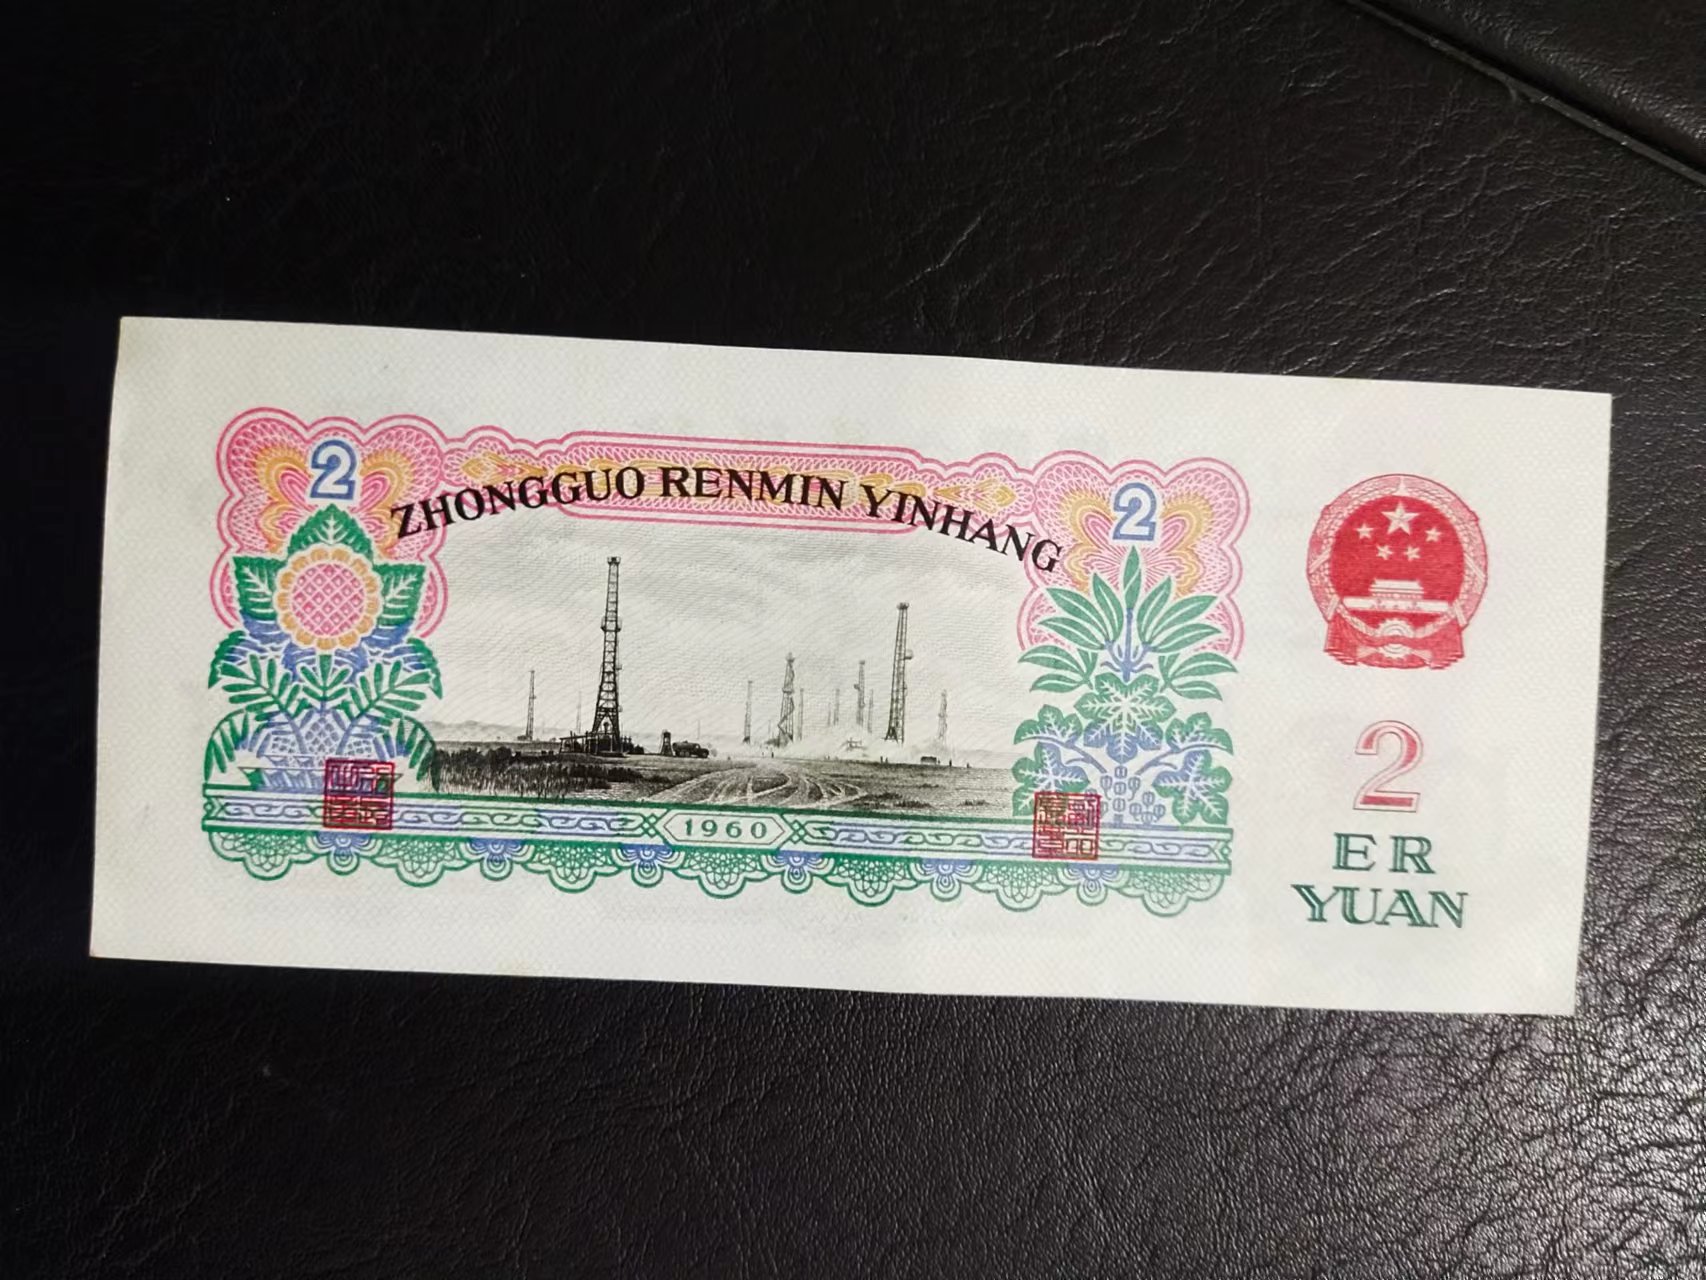 2
2
ZHONGGUO RENMIN YINHANG
1960
2
ER
YUAN